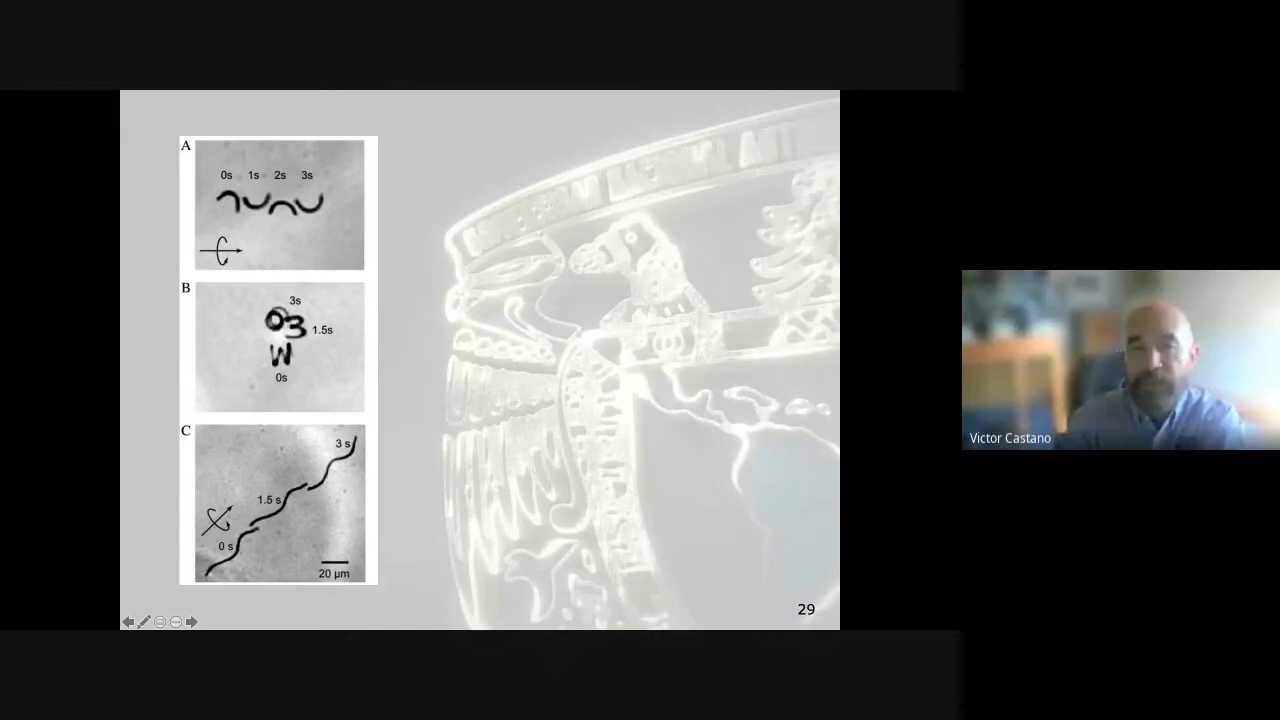 A
0s 1s 2s 3s
B
3s
1.5s
0s
C
3 s
1.5 s
0 s
20 µm
29
Victor Castano